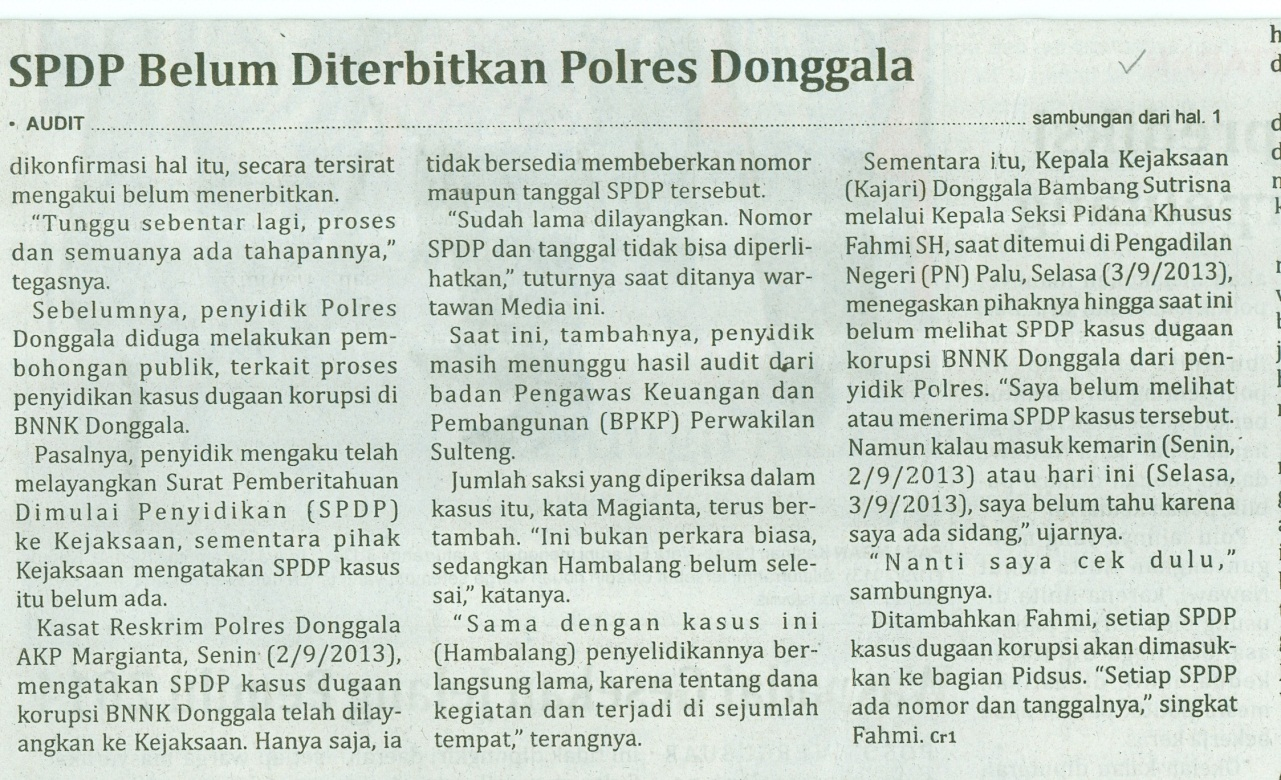 SPDP Belum Diterbitkan Polres Donggala
• AUDIT ........ sambungan dari hal. 1
dikonfirmasi hal itu, secara tersirat
mengakui belum menerbitkan.
“Tunggu sebentar lagi, proses
dan semuanya ada tahapannya,”
tegasnya.
Sebelumnya, penyidik Polres
Donggala diduga melakukan pem-
bohongan publik, terkait proses
penyidikan kasus dugaan korupsi di
BNNK Donggala.
Pasalnya, penyidik mengaku telah
melayangkan Surat Pemberitahuan
Dimulai Penyidikan (SPDP)
ke Kejaksaan, sementara pihak
Kejaksaan mengatakan SPDP kasus
itu belum ada.
Kasat Reskrim Polres Donggala
AKP Margianta, Senin (2/9/2013),
mengatakan SPDP kasus dugaan
korupsi BNNK Donggala telah dilay-
angkan ke Kejaksaan. Hanya saja, ia
tidak bersedia membeberkan nomor
maupun tanggal SPDP tersebut.
“Sudah lama dilayangkan. Nomor
SPDP dan tanggal tidak bisa diperli-
hatkan,” tuturnya saat ditanya war-
tawan Media ini.
Saat ini, tambahnya, penyidik
masih menunggu hasil audit dari
badan Pengawas Keuangan dan
Pembangunan (BPKP) Perwakilan
Sulteng.
Jumlah saksi yang diperiksa dalam
kasus itu, kata Magianta, terus ber-
tambah. “Ini bukan perkara biasa,
sedangkan Hambalang belum sele-
sai,” katanya.
“Sama dengan kasus ini
(Hambalang) penyelidikannya ber-
langsung lama, karena tentang dana
kegiatan dan terjadi di sejumlah
tempat,” terangnya.
Sementara itu, Kepala Kejaksaan
(Kajari) Donggala Bambang Sutrisna
melalui Kepala Seksi Pidana Khusus
Fahmi SH, saat ditemui di Pengadilan
Negeri (PN) Palu, Selasa (3/9/2013),
menegaskan pihaknya hingga saat ini
belum melihat SPDP kasus dugaan
korupsi BNNK Donggala dari pen-
yidik Polres. “Saya belum melihat
atau menerima SPDP kasus tersebut.
Namun kalau masuk kemarin (Senin,
2/9/2013) atau hari ini (Selasa,
3/9/2013), saya belum tahu karena
saya ada sidang,” ujarnya.
“Nanti saya cek dulu,”
sambungnya.
Ditambahkan Fahmi, setiap SPDP
kasus dugaan korupsi akan dimasuk-
kan ke bagian Pidsus. “Setiap SPDP
ada nomor dan tanggalnya,” singkat
Fahmi. Cr1